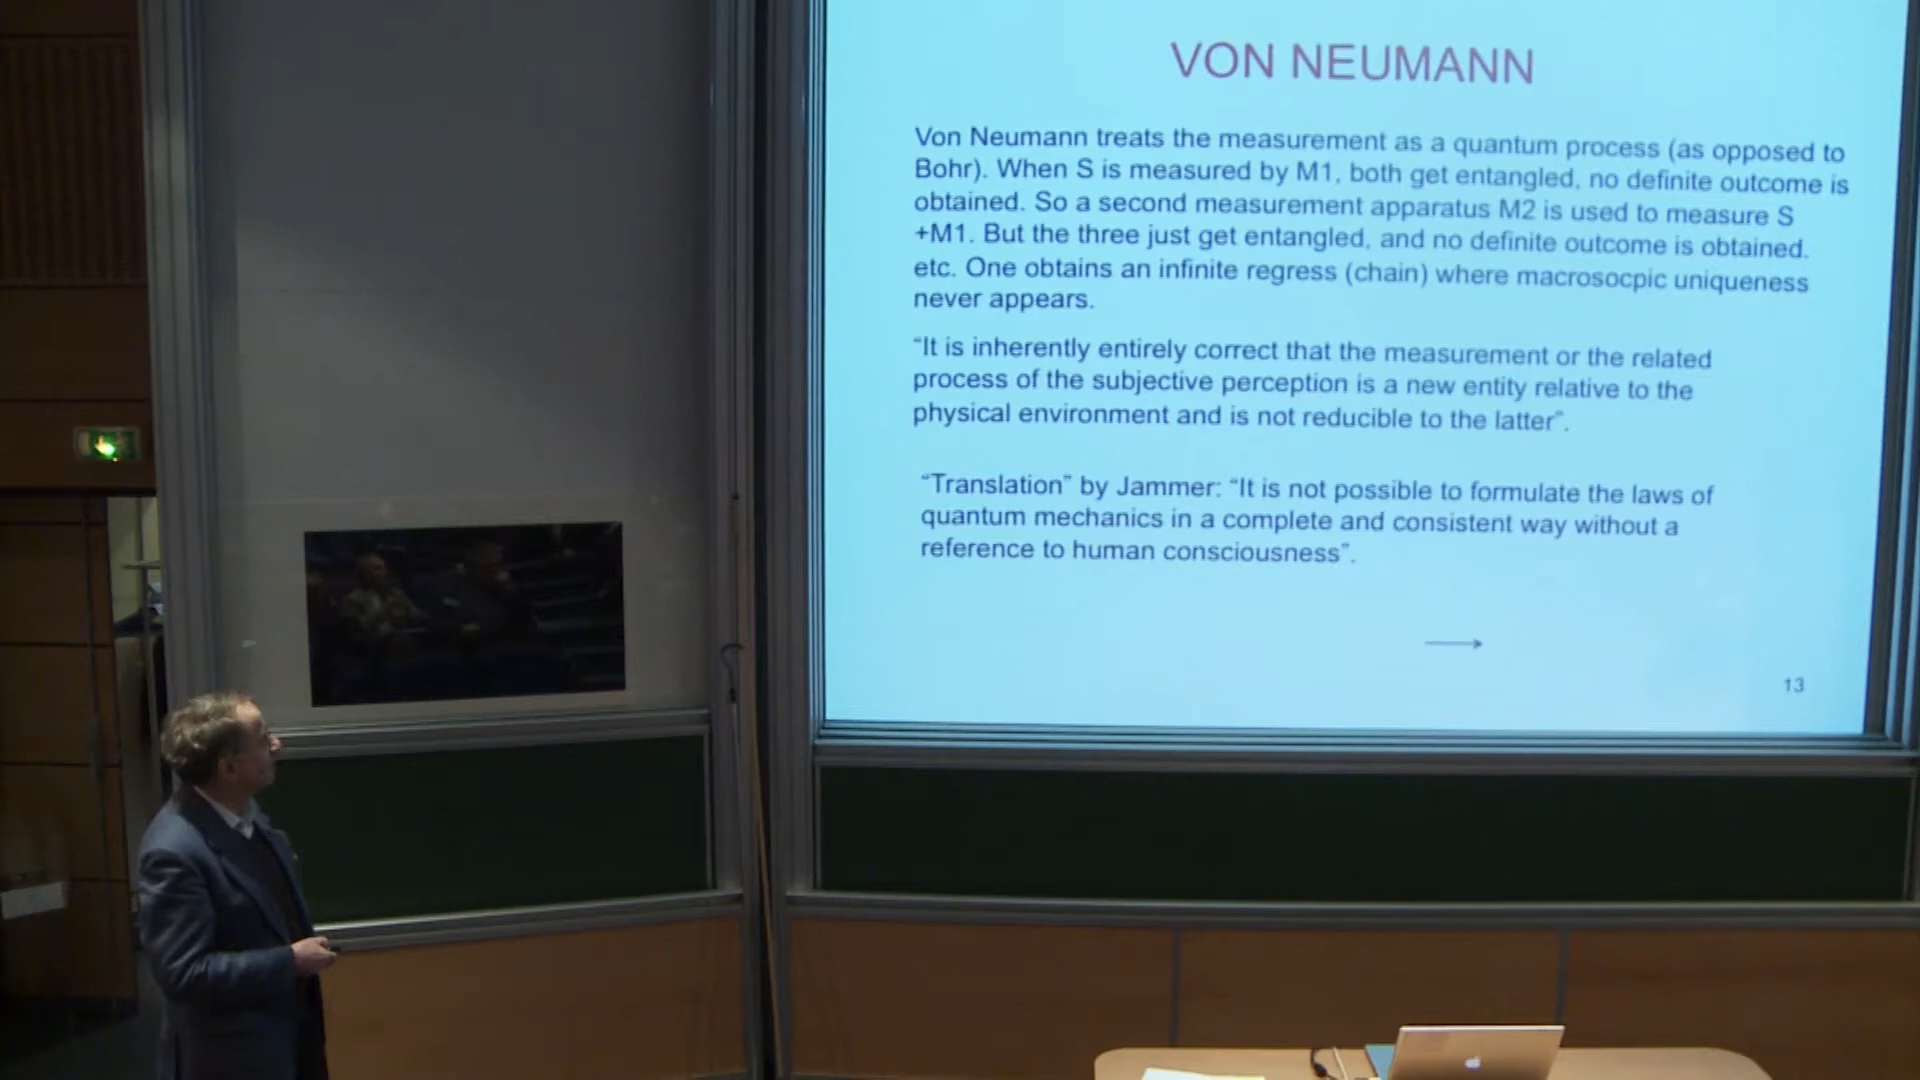 VON NEUMANN
Von Neumann treats the measurement as a quantum process (as opposed to
Bohr). When S is measured by M1, both get entangled, no definite outcome is
obtained. So a second measurement apparatus M2 is used to measure S
+M1. But the three just get entangled, and no definite outcome is obtained.
etc. One obtains an infinite regress (chain) where macrosocpic uniqueness
never appears.
“It is inherently entirely correct that the measurement or the related
process of the subjective perception is a new entity relative to the
physical environment and is not reducible to the latter”.
“Translation” by Jammer: “It is not possible to formulate the laws of
quantum mechanics in a complete and consistent way without a
reference to human consciousness”.
13